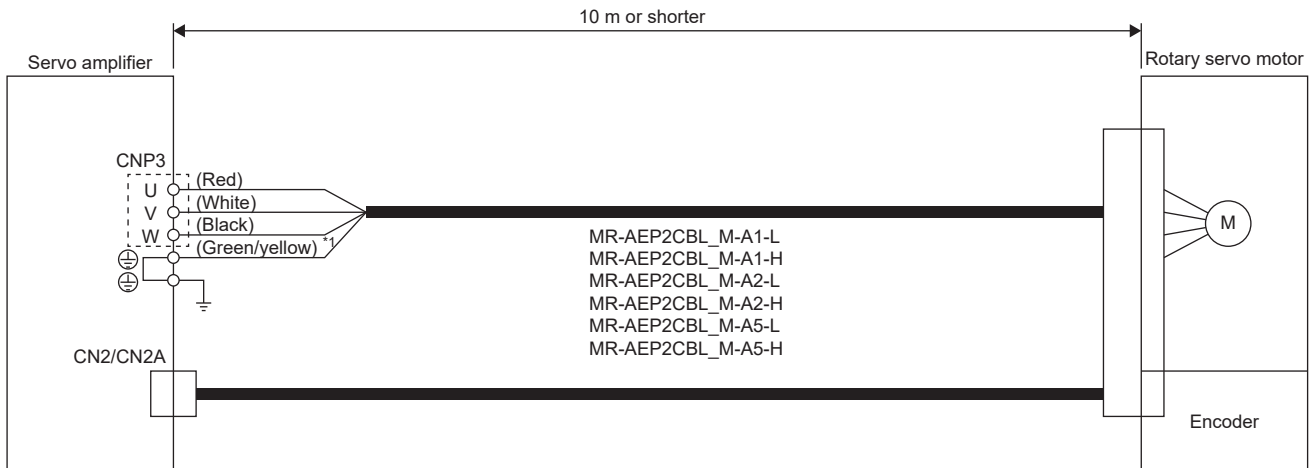 10 m or shorter
Servo amplifier
Rotary servo motor
CNP3
U
(Red)
V
(White)
W
(Black)
(Green/yellow) *1
M
MR-AEP2CBL_M-A1-L
MR-AEP2CBL_M-A1-H
MR-AEP2CBL_M-A2-L
MR-AEP2CBL_M-A2-H
MR-AEP2CBL_M-A5-L
MR-AEP2CBL_M-A5-H
CN2/CN2A
Encoder